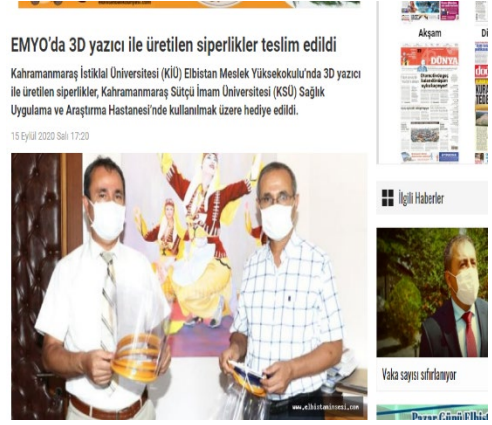 EMYO'da 3D yazıcı ile üretilen siperlikler teslim edildi
Kahramanmaraş İstiklal Üniversitesi (KİÜ) Elbistan Meslek Yüksekokulu'nda 3D yazıcı
ile üretilen siperlikler, Kahramanmaraş Sütçü İmam Üniversitesi (KSÜ) Sağlık
Uygulama ve Araştırma Hastanesi'nde kullanılmak üzere hediye edildi.
15 Eylül 2020 Salı 17:20
www.elbistaninsesi.com
Akşam
DÜNYA
İlgili Haberler
Vaka sayısı sıfırlanıyor